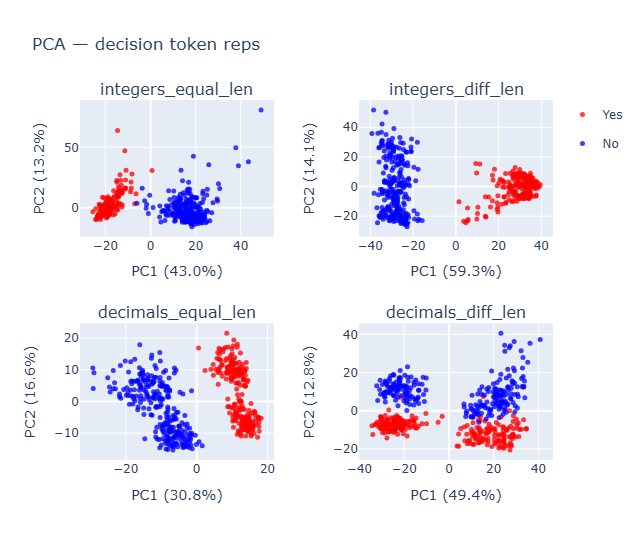 PCA — decision token reps
integers_equal_len
integers_diff_len
Yes
No
PC2 (13.2%)
50
0
−20
0
20
40
PC1 (43.0%)
PC2 (14.1%)
40
20
0
−20
−40
−20
0
20
40
PC1 (59.3%)
decimals_equal_len
decimals_diff_len
PC2 (16.6%)
20
10
0
−10
−20
0
20
PC1 (30.8%)
PC2 (12.8%)
40
20
0
−20
−40
−20
0
20
40
PC1 (49.4%)